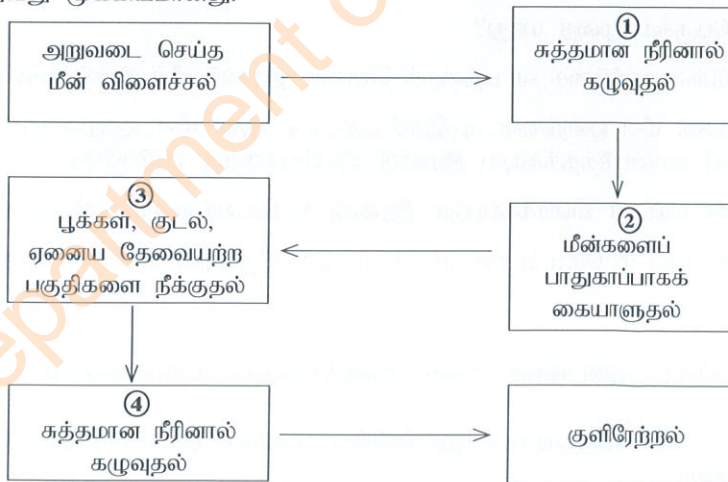 அறுவடை செய்த
மீன் விளைச்சல்
①
சுத்தமான நீரினால்
கழுவுதல்
②
மீன்களைப்
பாதுகாப்பாகக்
கையாளுதல்
③
பூக்கள், குடல்,
ஏனைய தேவையற்ற
பகுதிகளை நீக்குதல்
④
சுத்தமான நீரினால்
கழுவுதல்
குளிரேற்றல்